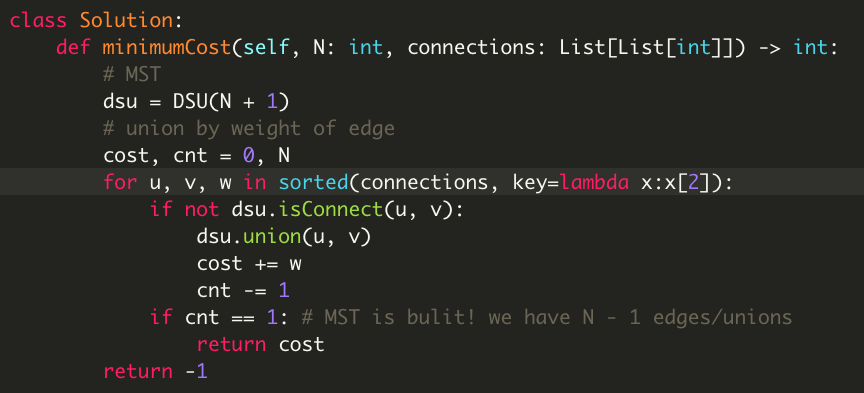 class Solution:
    def minimumCost(self, N: int, connections: List[List[int]]) -> int:
        # MST
        dsu = DSU(N + 1)
        # union by weight of edge
        cost, cnt = 0, N
        for u, v, w in sorted(connections, key=lambda x:x[2]):
            if not dsu.isConnect(u, v):
                dsu.union(u, v)
                cost += w
                cnt -= 1
            if cnt == 1: # MST is bulit! we have N - 1 edges/unions
                return cost
        return -1